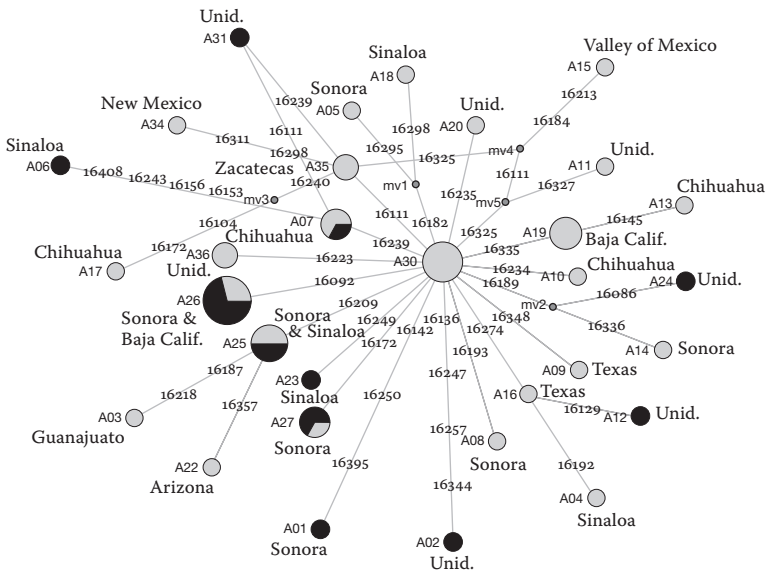 Unid.
A31
Sinaloa
A18
Valley of Mexico
A15
Sonora
A05
16239
16213
New Mexico
A34
Unid.
A20
16184
16111
16298
16311
16295
Sinaloa
A06
16298
16325
mv4
Unid.
A11
16408
16243
16156
16153
Zacatecas
A35
16240
mv1
16111
16327
mv3
16235
mv5
Chihuahua
A13
16104
A07
16111
16182
16325
A19
16145
16172
Chihuahua
16239
16335
Baja Calif.
Chihuahua
A17
A36
16223
A30
16234
A10
Chihuahua
Unid.
16092
16189
A24
Unid.
A26
16086
Sonora &
Baja Calif.
16209
mv2
Sonora
& Sinaloa
16249
16136
16348
16142
16274
16336
A25
16172
16193
A14
Sonora
16187
A23
16247
A09
Texas
16218
Sinaloa
16250
A16
Texas
16357
16129
A03
A27
A12
Unid.
Guanajuato
Sonora
16257
A08
16395
Sonora
A22
16192
Arizona
16344
A04
Sinaloa
A01
Sonora
A02
Unid.